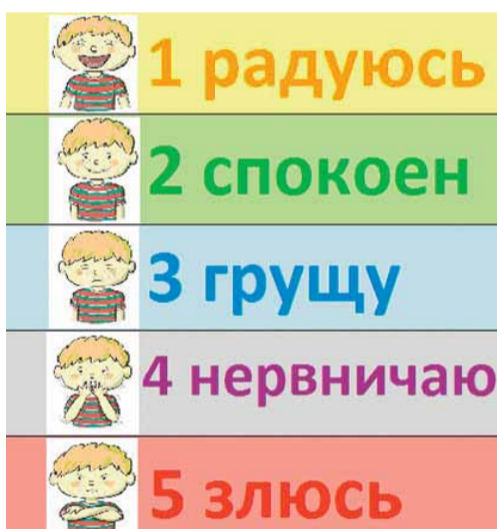 1 радуюсь
2 спокоен
3 грущу
4 нервничаю
5 злюсь